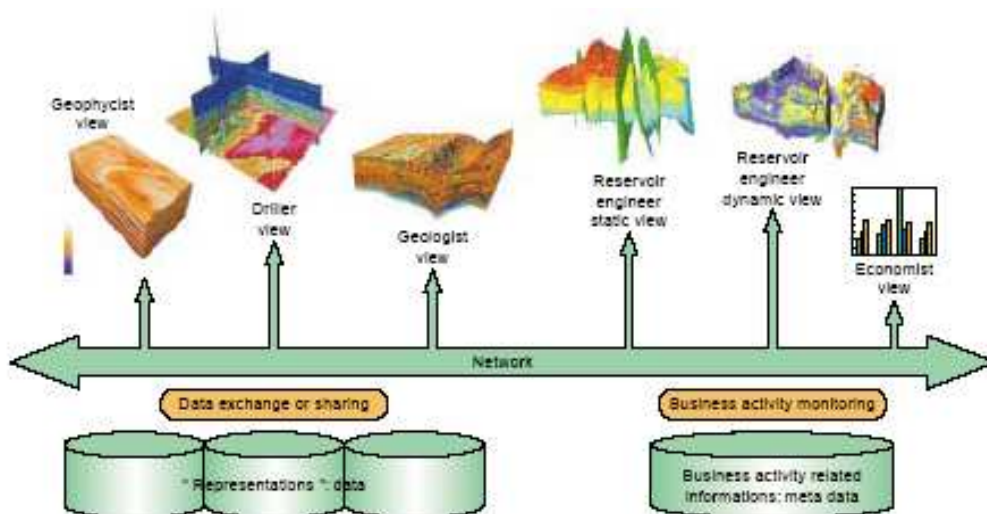 Geophycist
view
Driller
view
Geologist
view
Reservoir
engineer
static view
Reservoir
engineer
dynamic view
Economist
view
Network
Data exchange or sharing
Business activity monitoring
" Representations ": data
Business activity related
informations: meta data